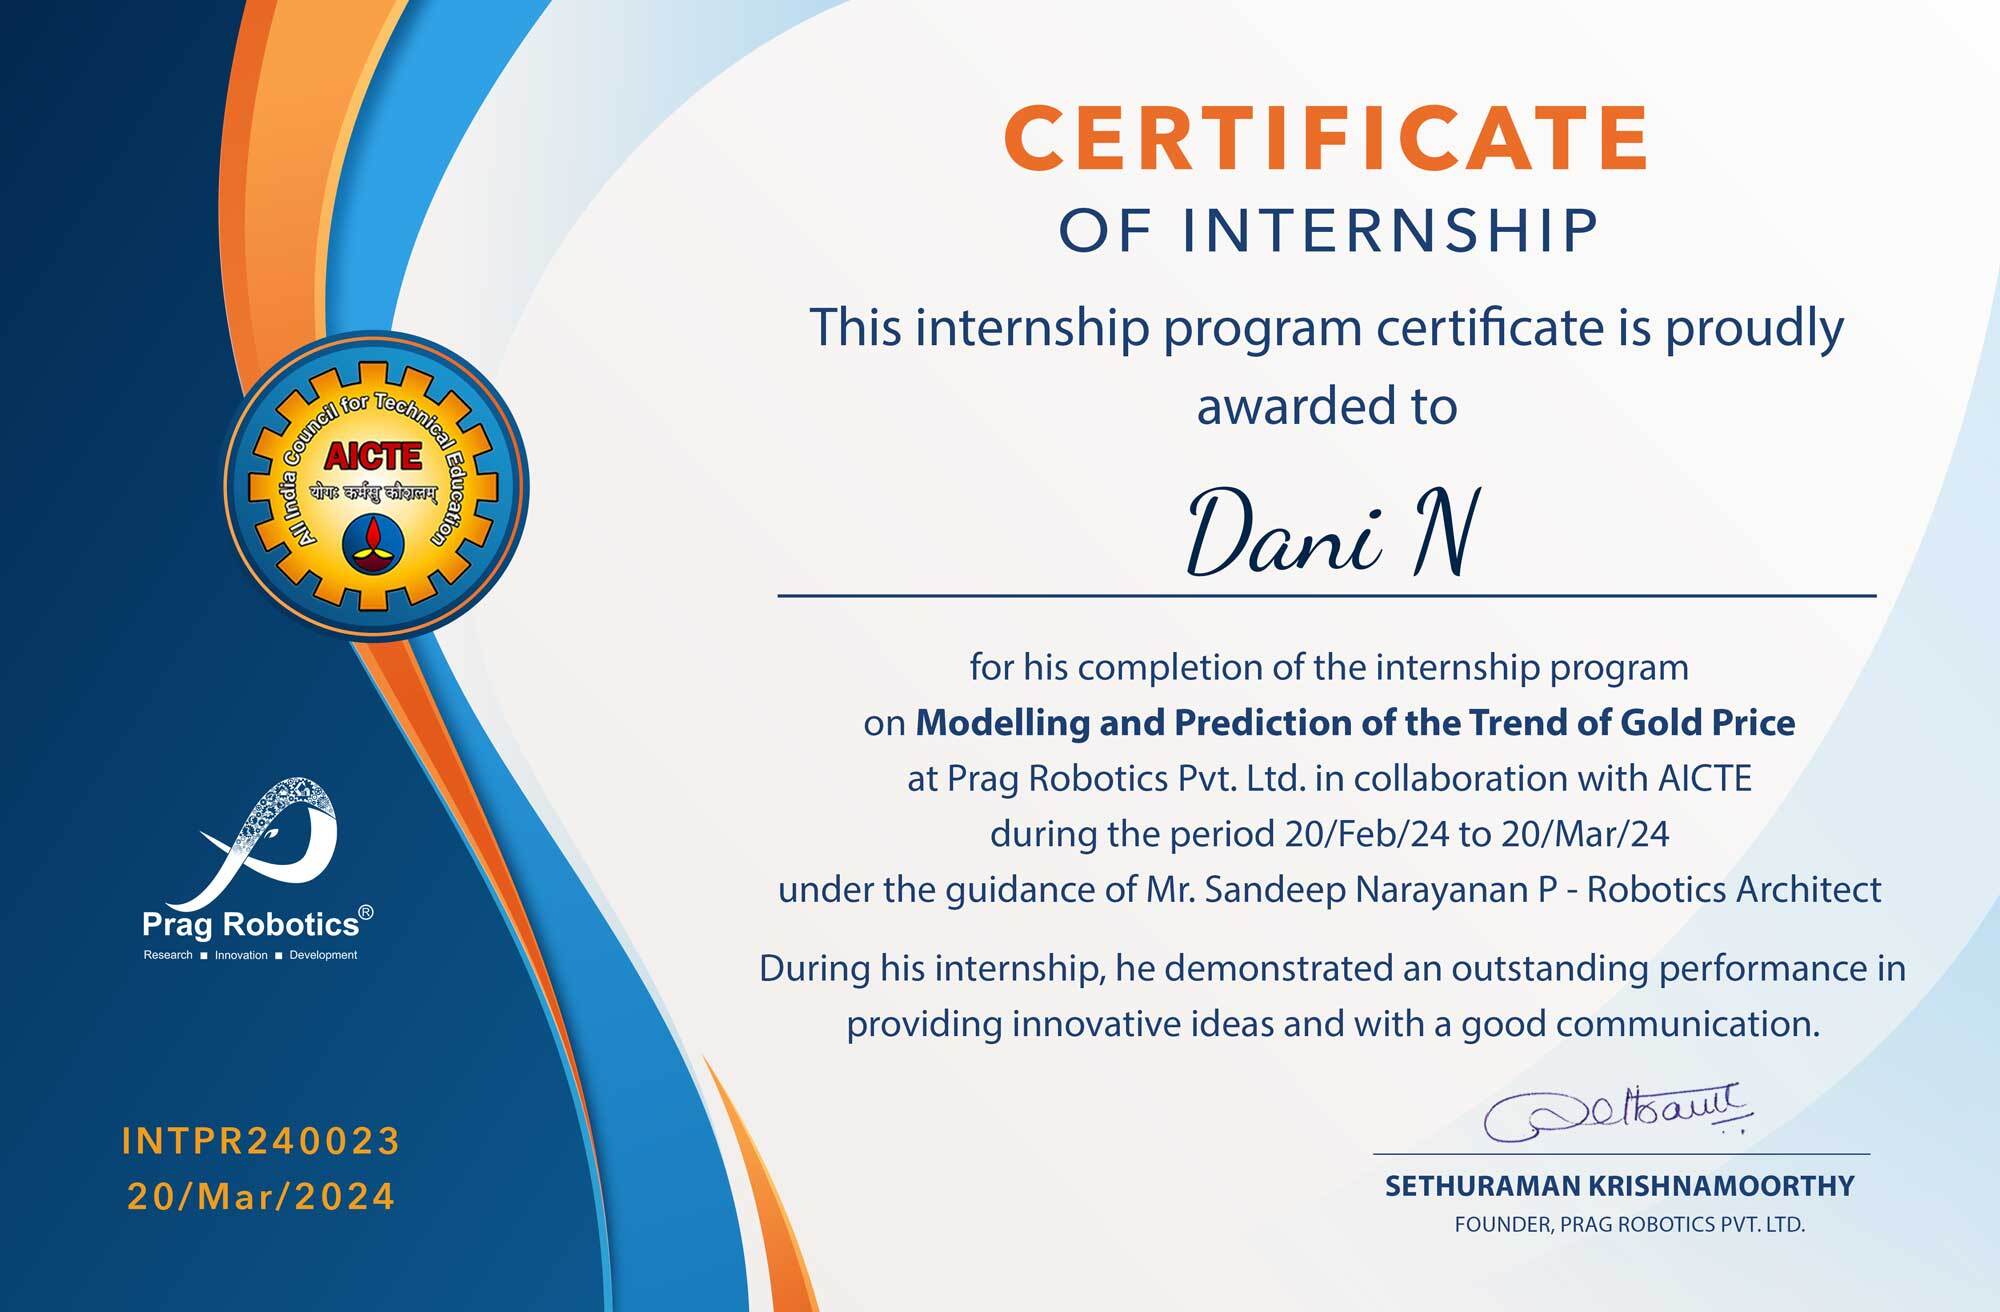 CERTIFICATE
OF INTERNSHIP
This internship program certificate is proudly
awarded to
Dani N
for his completion of the internship program
on Modelling and Prediction of the Trend of Gold Price
at Prag Robotics Pvt. Ltd. in collaboration with AICTE
during the period 20/Feb/24 to 20/Mar/24
under the guidance of Mr. Sandeep Narayanan P - Robotics Architect
During his internship, he demonstrated an outstanding performance in
providing innovative ideas and with a good communication.
SETHURAMAN KRISHNAMOORTHY
FOUNDER, PRAG ROBOTICS PVT. LTD.
All India Council for Technical Education
AICTE
योगः कर्मसु कौशलम्
Prag Robotics®
Research ■ Innovation ■ Development
INTPR240023
20/Mar/2024